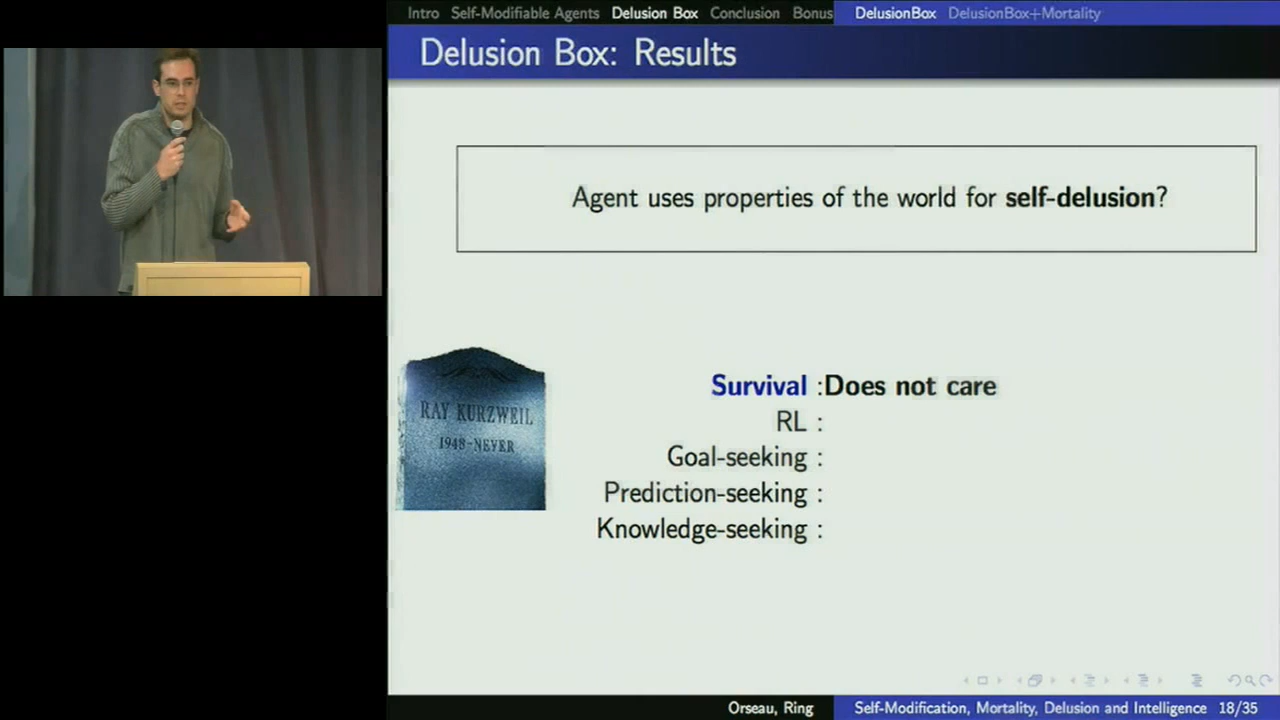 Intro Self-Modifiable Agents Delusion Box Conclusion Bonus DelusionBox DelusionBox+Mortality
Delusion Box: Results
Agent uses properties of the world for self-delusion?
RAY KURZWEIL
1948-NEVER
Survival :Does not care
RL :
Goal-seeking :
Prediction-seeking :
Knowledge-seeking :
Orseau, Ring Self-Modification, Mortality, Delusion and Intelligence 18/35